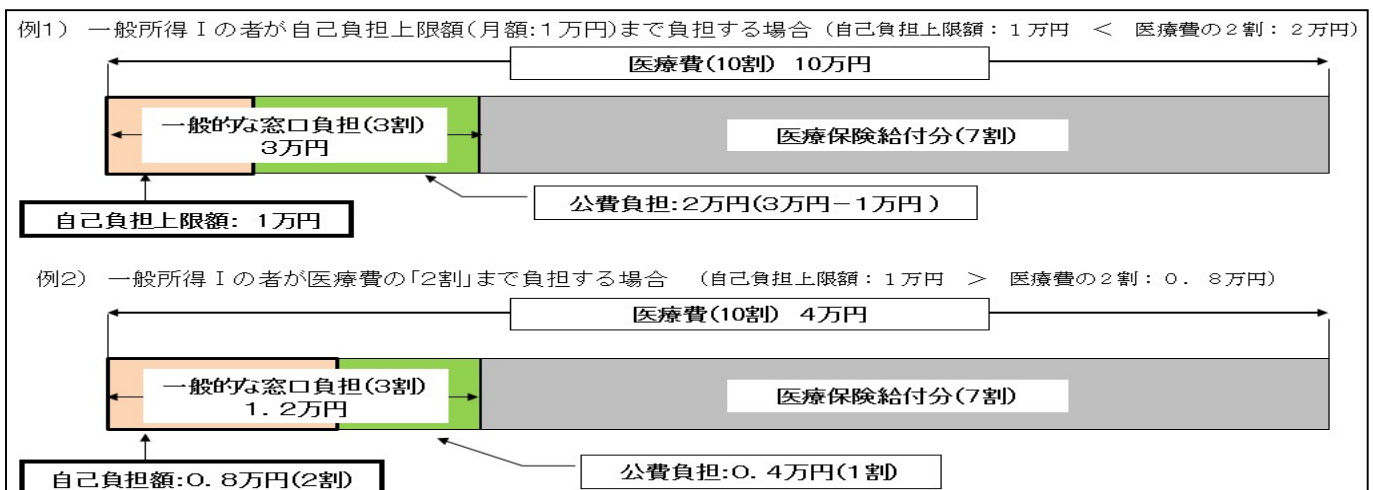 例1) 一般所得Ⅰの者が自己負担上限額(月額:1万円)まで負担する場合 (自己負担上限額:1万円 < 医療費の2割:2万円)
医療費(10割) 10万円
一般的な窓口負担(3割)
3万円
医療保険給付分(7割)
公費負担:2万円(3万円-1万円)
自己負担上限額: 1万円
例2) 一般所得Ⅰの者が医療費の「2割」まで負担する場合 (自己負担上限額:1万円 > 医療費の2割:0.8万円)
医療費(10割) 4万円
一般的な窓口負担(3割)
1.2万円
医療保険給付分(7割)
公費負担:0.4万円(1割)
自己負担額:0.8万円(2割)